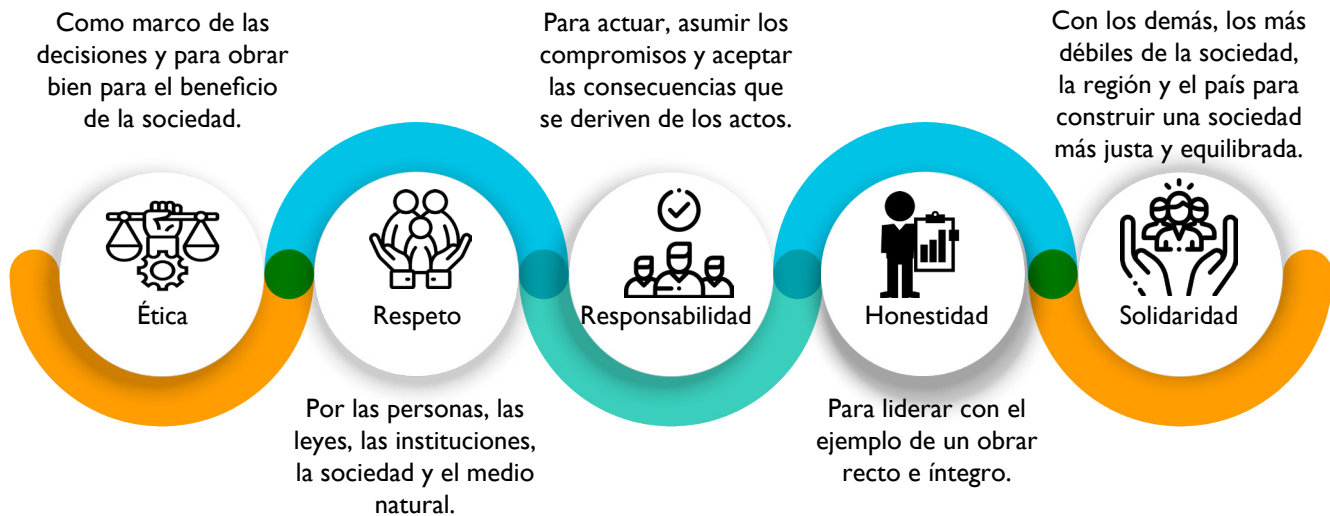 Como marco de las
decisiones y para obrar
bien para el beneficio
de la sociedad.
Ética
Respeto
Por las personas, las
leyes, las instituciones,
la sociedad y el medio
natural.
Para actuar, asumir los
compromisos y aceptar
las consecuencias que
se deriven de los actos.
Responsabilidad
Honestidad
Para liderar con el
ejemplo de un obrar
recto e íntegro.
Con los demás, los más
débiles de la sociedad,
la región y el país para
construir una sociedad
más justa y equilibrada.
Solidaridad